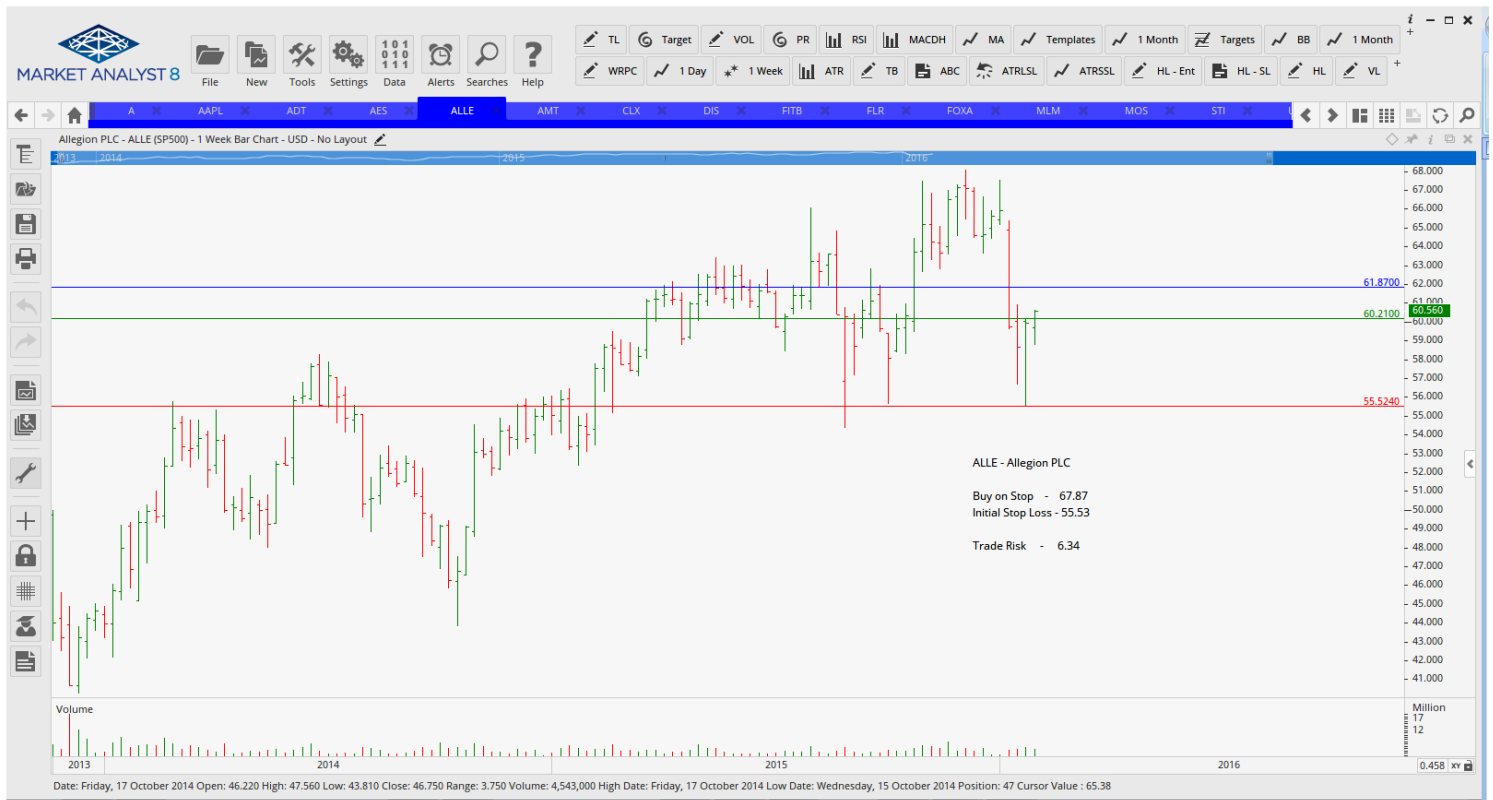 TL Target VOL PR RSI MACDH MA Templates 1 Month Targets BB 1 Month
MARKET ANALYST 8
File New Tools Settings Data Alerts Searches Help
WRPC 1 Day 1 Week ATR TB ABC ATRLSL ATRSSL HL - Ent HL - SL HL VL
A AAPL ADT AES ALLE AMT CLX DIS FITB FLR FOXA MLM MOS STI
Allegion PLC - ALLE (SP500) - 1 Week Bar Chart - USD - No Layout
2013 2014 2015 2016
68.000
67.000
66.000
65.000
64.000
63.000
61.8700 62.000
61.000
60.2100 60.560
60.000
59.000
58.000
57.000
55.5240 56.000
55.000
54.000
53.000
52.000
51.000
50.000
49.000
48.000
47.000
46.000
45.000
44.000
43.000
42.000
41.000
ALLE - Allegion PLC
Buy on Stop - 67.87
Initial Stop Loss - 55.53
Trade Risk - 6.34
Volume
Million
17
12
2013 2014 2015 2016 0.458 XY
Date: Friday, 17 October 2014 Open: 46.220 High: 47.560 Low: 43.810 Close: 46.750 Range: 3.750 Volume: 4,543,000 High Date: Friday, 17 October 2014 Low Date: Wednesday, 15 October 2014 Position: 47 Cursor Value : 65.38